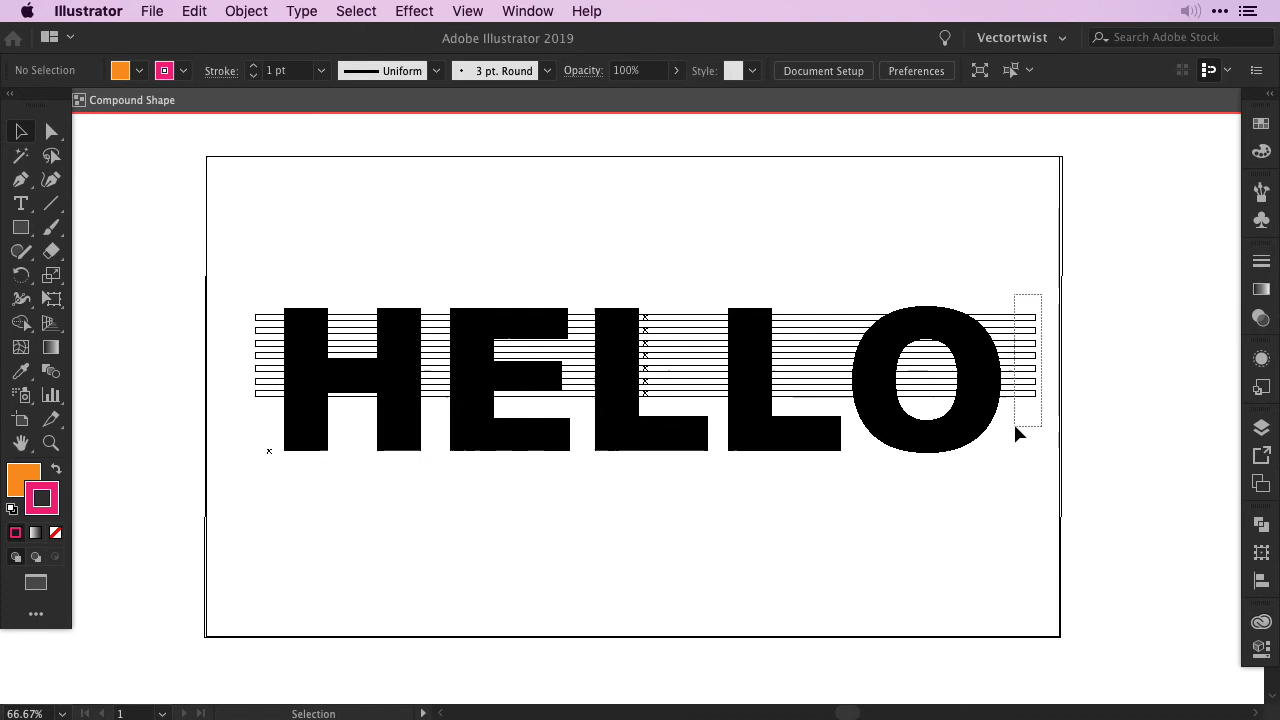 Illustrator File Edit Object Type Select Effect View Window Help
Adobe Illustrator 2019
Vectortwist
Search Adobe Stock
No Selection
Stroke: 1 pt
Uniform
3 pt. Round
Opacity: 100%
Style:
Document Setup
Preferences
Compound Shape
HELLO
66.67%
1
Selection